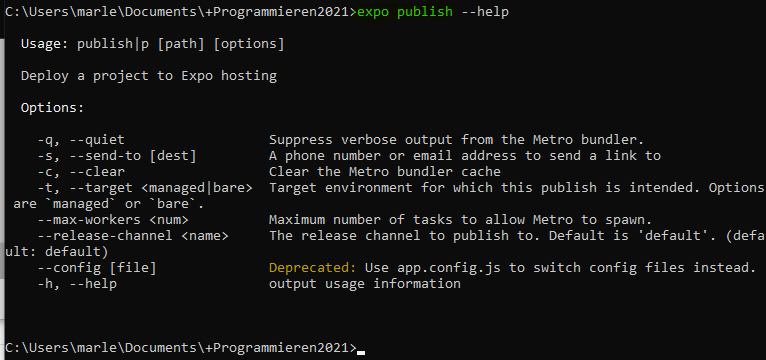 C:\Users\marle\Documents\+Programmieren2021>expo publish --help
Usage: publish|p [path] [options]
Deploy a project to Expo hosting
Options:
-q, --quiet Suppress verbose output from the Metro bundler.
-s, --send-to [dest] A phone number or email address to send a link to
-c, --clear Clear the Metro bundler cache
-t, --target <managed|bare> Target environment for which this publish is intended. Options
are `managed` or `bare`.
--max-workers <num> Maximum number of tasks to allow Metro to spawn.
--release-channel <name> The release channel to publish to. Default is 'default'. (defa
ult: default)
--config [file] Deprecated: Use app.config.js to switch config files instead.
-h, --help output usage information
C:\Users\marle\Documents\+Programmieren2021>